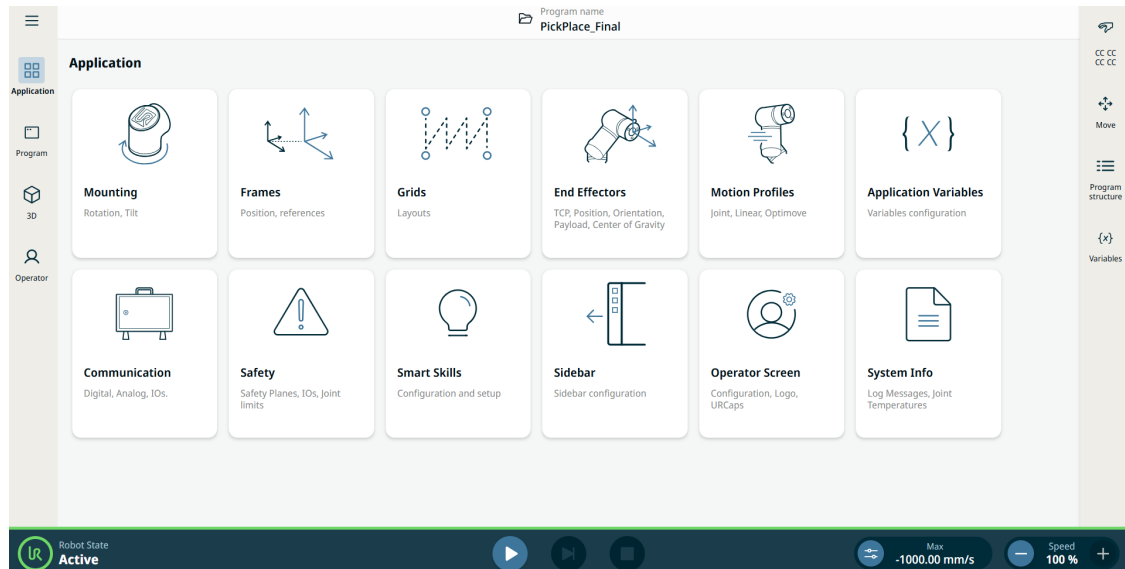 Program name
PickPlace_Final
Application
Application
Program
3D
Operator
Mounting
Rotation, Tilt
Frames
Position, references
Grids
Layouts
End Effectors
TCP, Position, Orientation,
Payload, Center of Gravity
Motion Profiles
Joint, Linear, Optimove
{X}
Application Variables
Variables configuration
Communication
Digital, Analog, IOs.
Safety
Safety Planes, IOs, Joint
limits
Smart Skills
Configuration and setup
Sidebar
Sidebar configuration
Operator Screen
Configuration, Logo,
URCaps
System Info
Log Messages, Joint
Temperatures
CC CC
CC CC
Move
Program
structure
{x}
Variables
UR
Robot State
Active
Max
-1000.00 mm/s
Speed
100 %